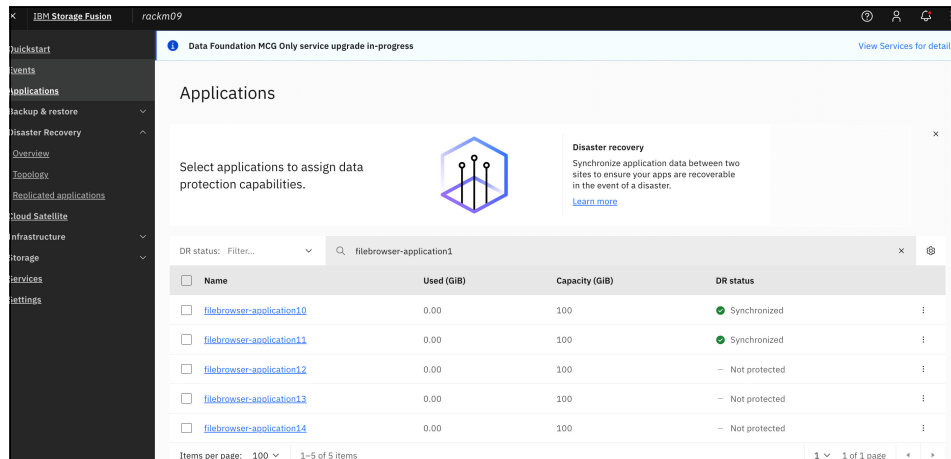 IBM Storage Fusion rackm09
Data Foundation MCG Only service upgrade in-progress View Services for detail
Quickstart
Events
Applications
Backup & restore
Disaster Recovery
Overview
Topology
Replicated applications
Cloud Satellite
Infrastructure
Storage
Services
Settings
Applications
Select applications to assign data
protection capabilities.
Disaster recovery
Synchronize application data between two
sites to ensure your apps are recoverable
in the event of a disaster.
Learn more
DR status: Filter... filebrowser-application1
Name Used (GiB) Capacity (GiB) DR status
filebrowser-application10 0.00 100 Synchronized
filebrowser-application11 0.00 100 Synchronized
filebrowser-application12 0.00 100 – Not protected
filebrowser-application13 0.00 100 – Not protected
filebrowser-application14 0.00 100 – Not protected
Items per page: 100 1–5 of 5 items 1 1 of 1 page